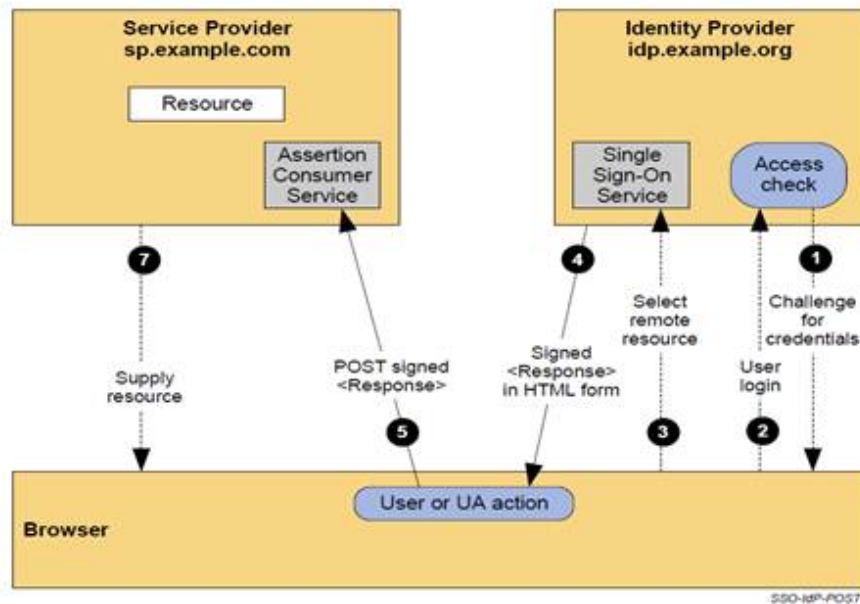 Service Provider
sp.example.com
Resource
Assertion
Consumer
Service
Identity Provider
idp.example.org
Single
Sign-On
Service
Access
check
7
4
1
Supply
resource
POST signed
<Response>
Signed
<Response>
in HTML form
Select
remote
resource
Challenge
for
credentials
User
login
5
3
2
User or UA action
Browser
SSO-IdP-POST